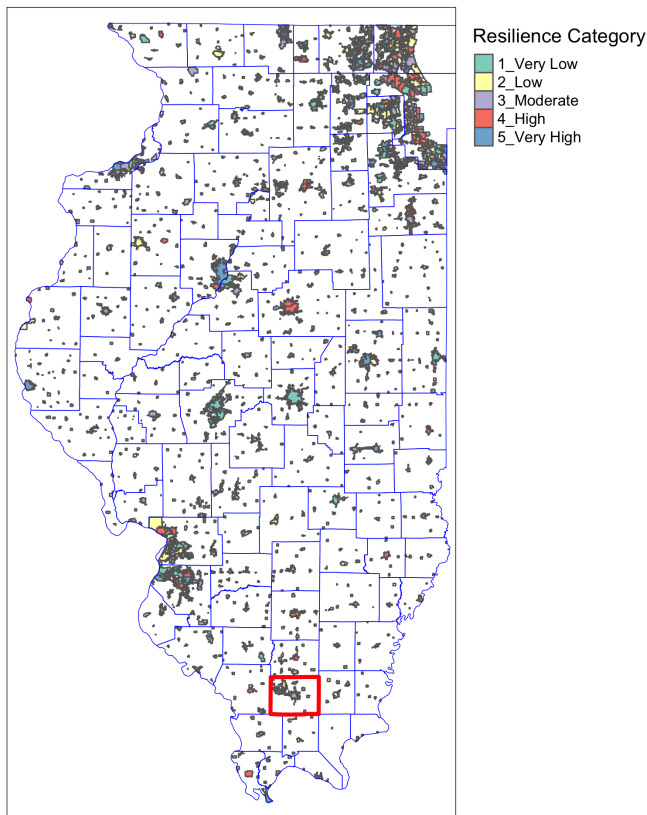 Resilience Category
1_Very Low
2_Low
3_Moderate
4_High
5_Very High